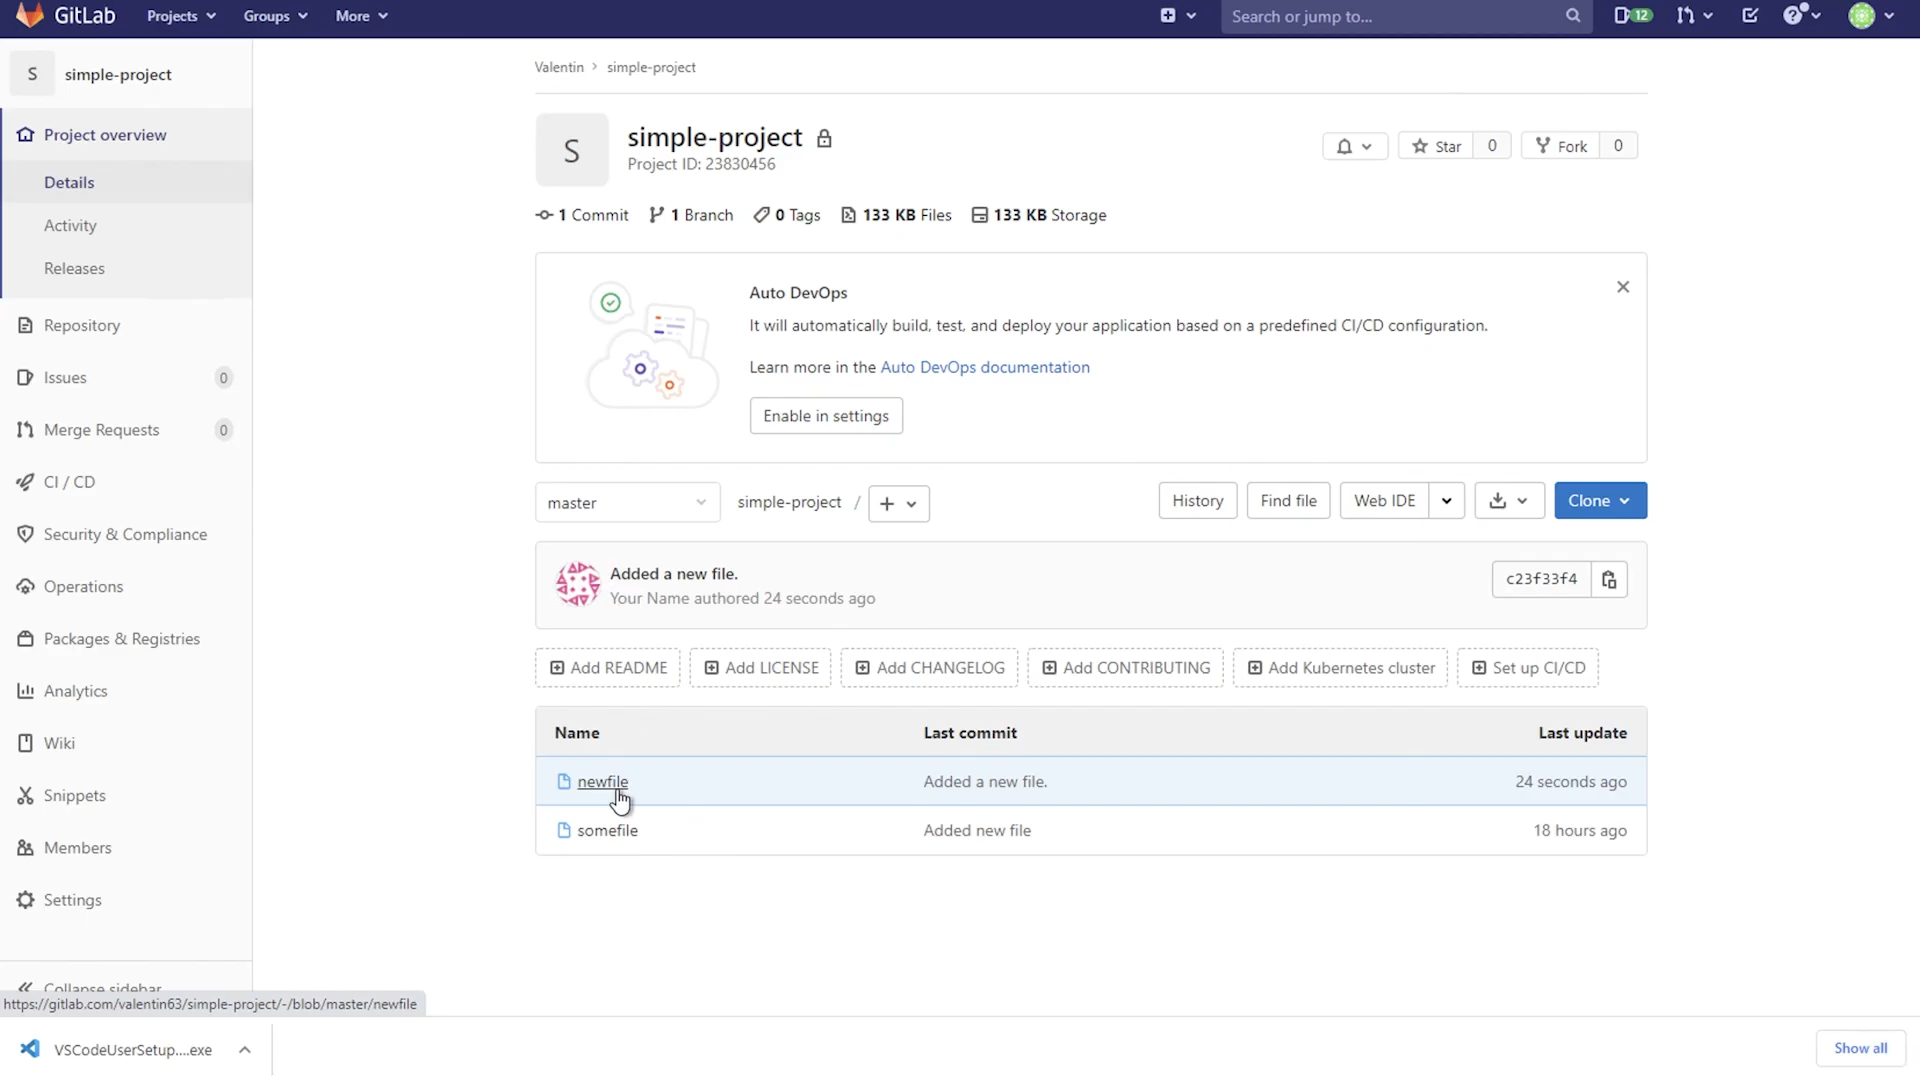 GitLab Projects Groups More Search or jump to... 12
S simple-project
Project overview
Details
Activity
Releases
Repository
Issues 0
Merge Requests 0
CI / CD
Security & Compliance
Operations
Packages & Registries
Analytics
Wiki
Snippets
Members
Settings
Collapse sidebar
Valentin > simple-project
S
simple-project
Project ID: 23830456
Star 0 Fork 0
1 Commit 1 Branch 0 Tags 133 KB Files 133 KB Storage
Auto DevOps
It will automatically build, test, and deploy your application based on a predefined CI/CD configuration.
Learn more in the Auto DevOps documentation
Enable in settings
master simple-project / + History Find file Web IDE Clone
Added a new file.
Your Name authored 24 seconds ago
c23f33f4
Add README Add LICENSE Add CHANGELOG Add CONTRIBUTING Add Kubernetes cluster Set up CI/CD
Name Last commit Last update
newfile Added a new file. 24 seconds ago
somefile Added new file 18 hours ago
https://gitlab.com/valentin63/simple-project/-/blob/master/newfile
VSCodeUserSetup....exe Show all